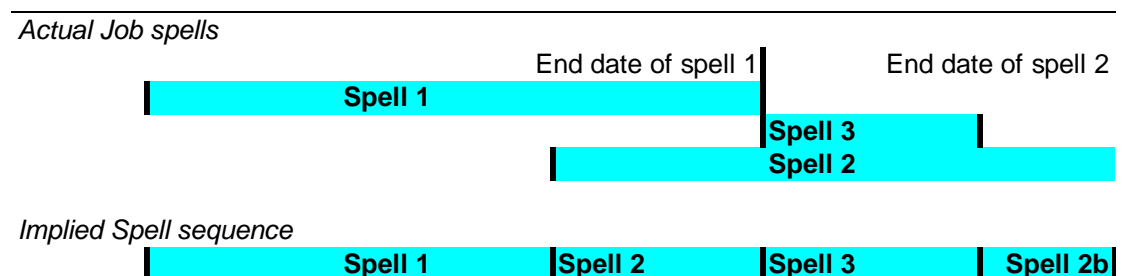 Actual Job spells
End date of spell 1 End date of spell 2
Spell 1
Spell 3
Spell 2
Implied Spell sequence
Spell 1 Spell 2 Spell 3 Spell 2b